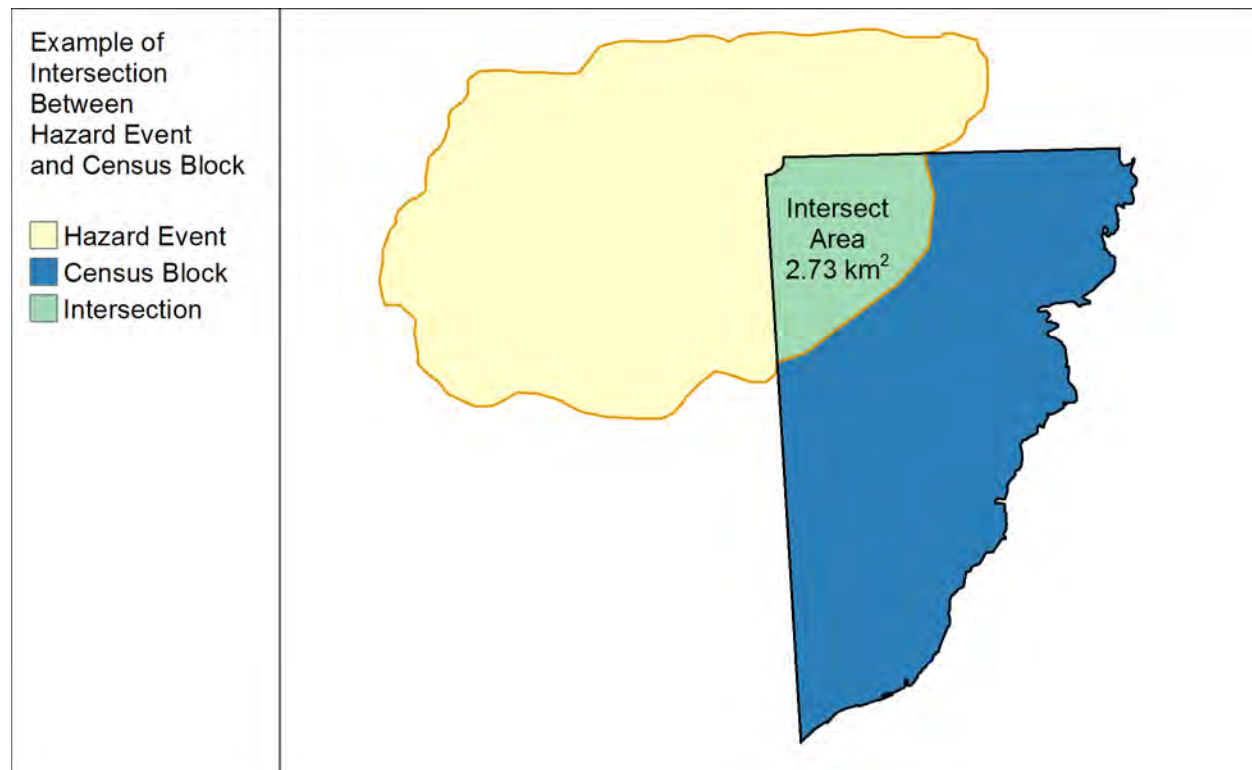 Example of
Intersection
Between
Hazard Event
and Census Block
Hazard Event
Census Block
Intersection
Intersect
Area
2.73 km²